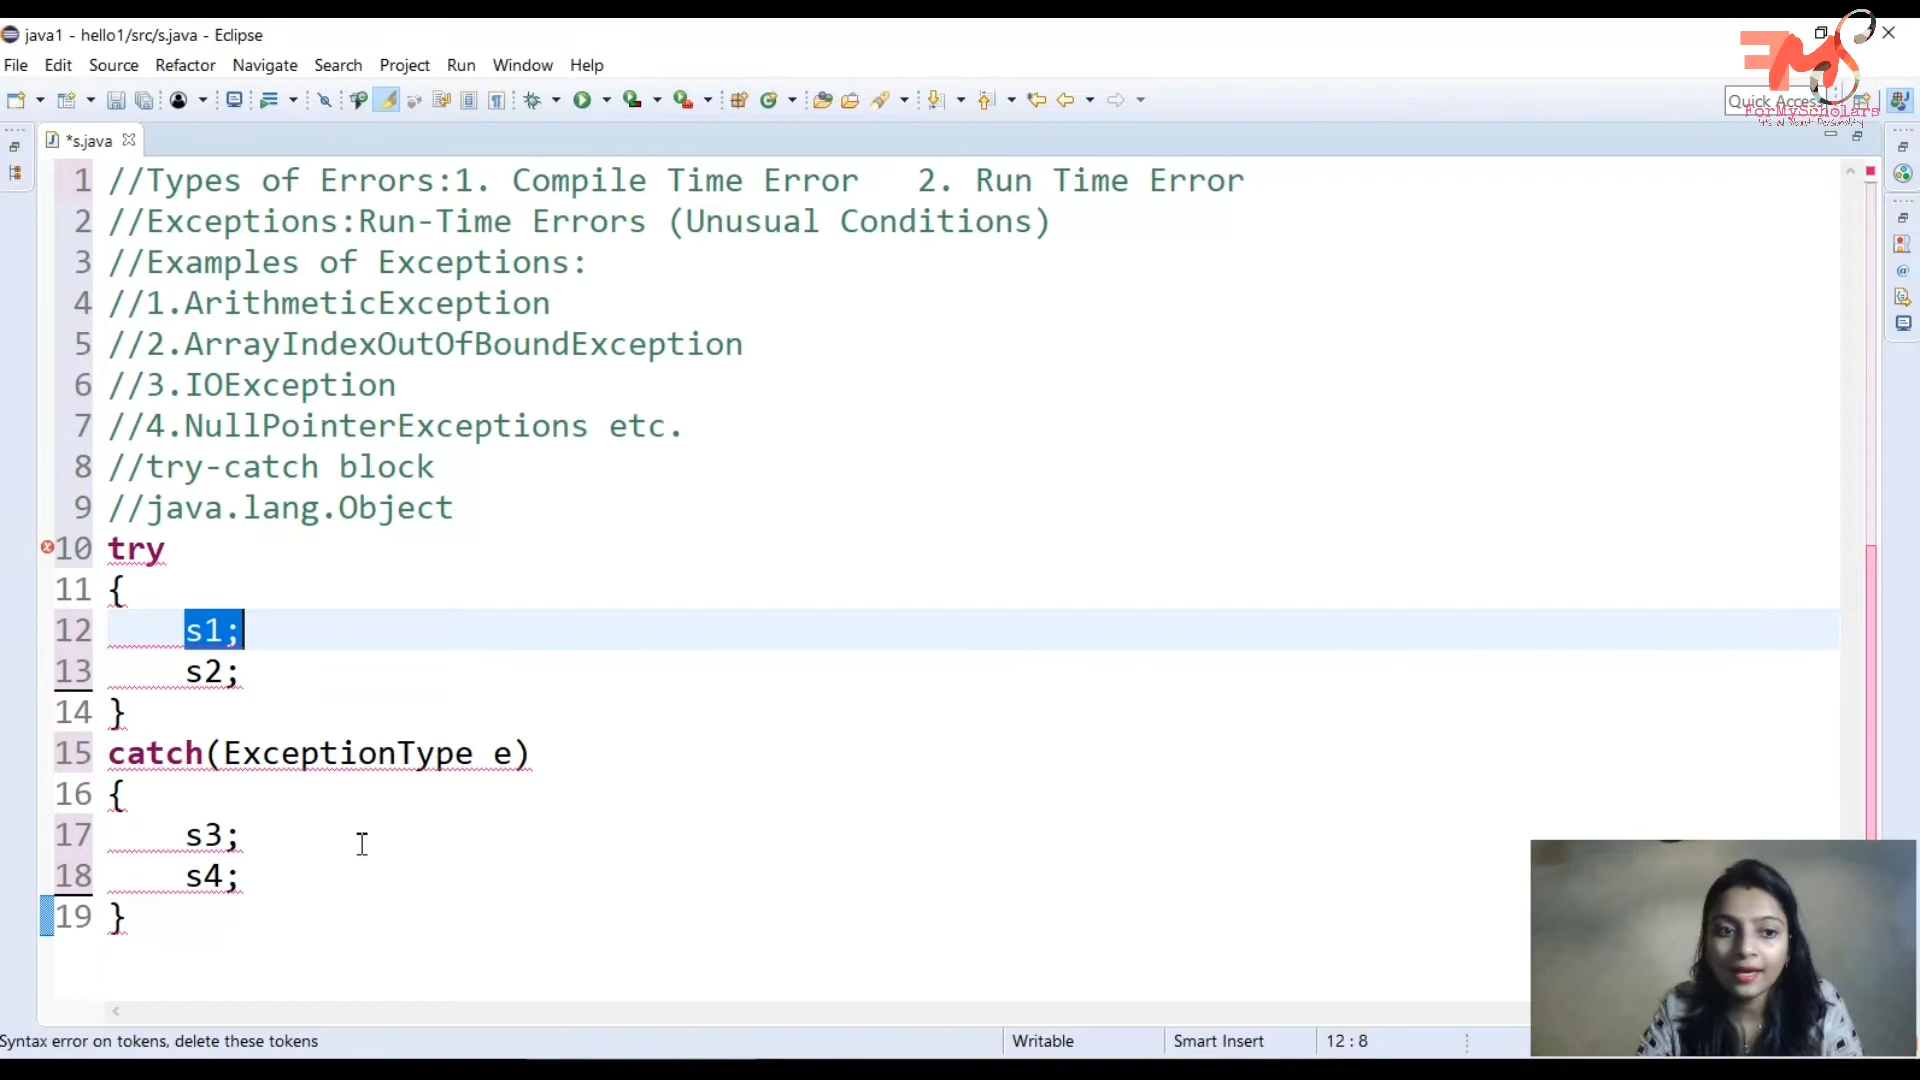 java1 - hello1/src/s.java - Eclipse
File Edit Source Refactor Navigate Search Project Run Window Help
Quick Access
ForMyScholars
*s.java
1 //Types of Errors:1. Compile Time Error 2. Run Time Error
2 //Exceptions:Run-Time Errors (Unusual Conditions)
3 //Examples of Exceptions:
4 //1.ArithmeticException
5 //2.ArrayIndexOutOfBoundException
6 //3.IOException
7 //4.NullPointerExceptions etc.
8 //try-catch block
9 //java.lang.Object
10 try
11 {
12 s1;
13 s2;
14 }
15 catch(ExceptionType e)
16 {
17 s3;
18 s4;
19 }
Syntax error on tokens, delete these tokens Writable Smart Insert 12 : 8